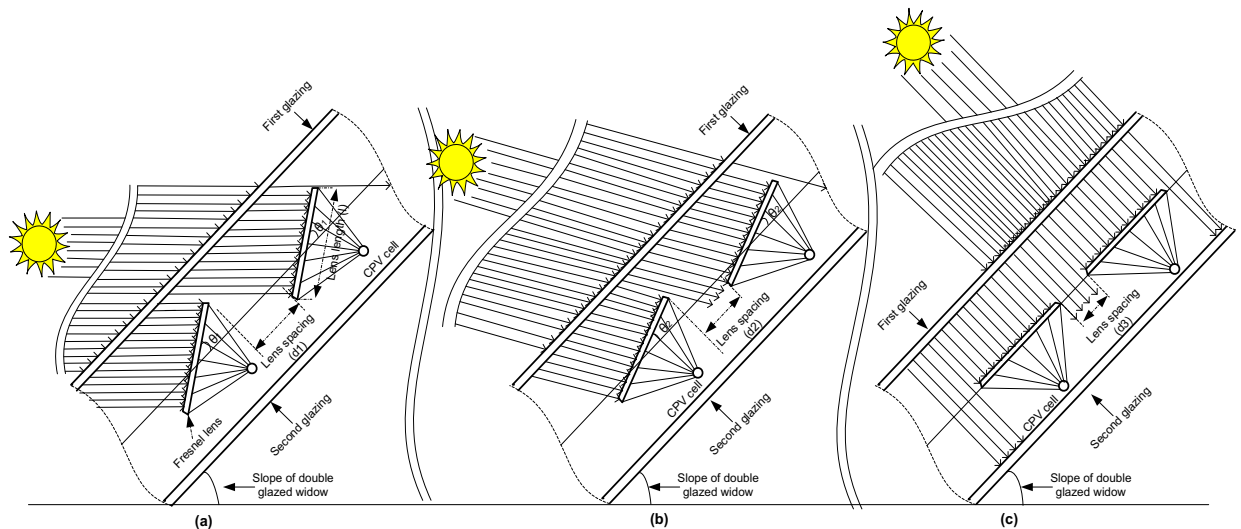 First glazing
θ1
Lens length (l)
CPV cell
Lens spacing
(d1)
Second glazing
Fresnel lens
Slope of double
glazed widow
(a)
First glazing
θ2
θ2
Lens spacing
(d2)
CPV cell
Second glazing
Slope of double
glazed widow
(b)
First glazing
Lens spacing
(d3)
CPV cell
Second glazing
Slope of double
glazed widow
(c)